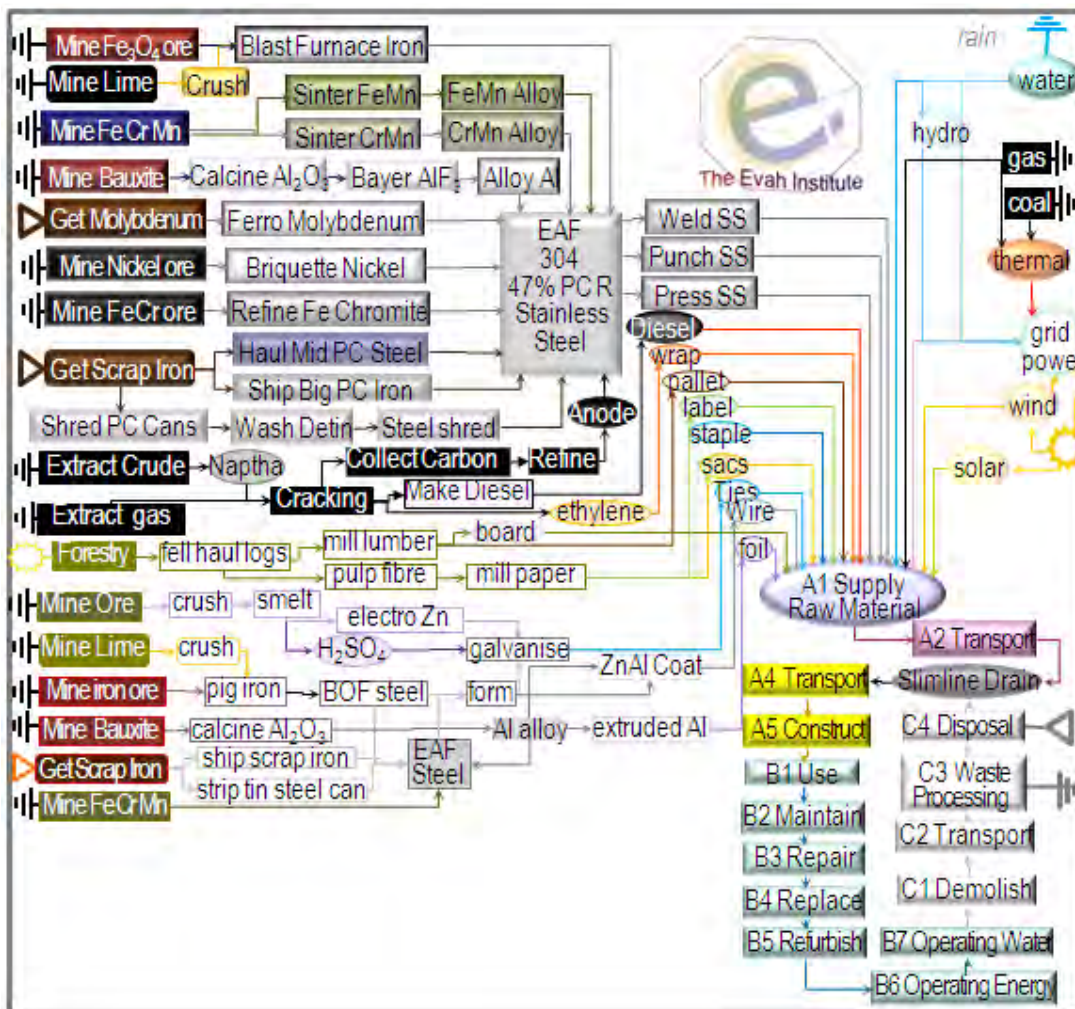 Mine Fe₃O₄ ore
Blast Furnace Iron
rain
Mine Lime
Crush
water
Sinter FeMn
FeMn Alloy
Mine Fe Cr Mn
Sinter CrMn
CrMn Alloy
hydro
The Evah Institute
gas
Mine Bauxite
Calcine Al₂O₃
Bayer AlF₃
Alloy Al
coal
Get Molybdenum
Ferro Molybdenum
EAF
304
47% PC R
Stainless
Steel
Weld SS
Mine Nickel ore
Briquette Nickel
Punch SS
thermal
Mine FeCr ore
Refine Fe Chromite
Press SS
Diesel
grid
power
Get Scrap Iron
Haul Mid PC Steel
wrap
Ship Big PC Iron
pallet
Anode
label
wind
Shred PC Cans
Wash Detin
Steel shred
staple
Extract Crude
Naptha
Collect Carbon
Refine
sacs
solar
Cracking
Make Diesel
Ties
Extract gas
ethylene
Wire
board
Forestry
fell haul logs
mill lumber
foil
pulp fibre
mill paper
A1 Supply
Raw Material
Mine Ore
crush
smelt
electro Zn
A2 Transport
Mine Lime
crush
H₂SO₄
galvanise
ZnAl Coat
Mine iron ore
pig iron
BOF steel
form
A4 Transport
Slimline Drain
Mine Bauxite
calcine Al₂O₃
Al alloy
extruded Al
A5 Construct
C4 Disposal
Get Scrap Iron
ship scrap iron
EAF
Steel
B1 Use
C3 Waste
Processing
strip tin steel can
Mine FeCrMn
B2 Maintain
C2 Transport
B3 Repair
C1 Demolish
B4 Replace
B5 Refurbish
B7 Operating Water
B6 Operating Energy